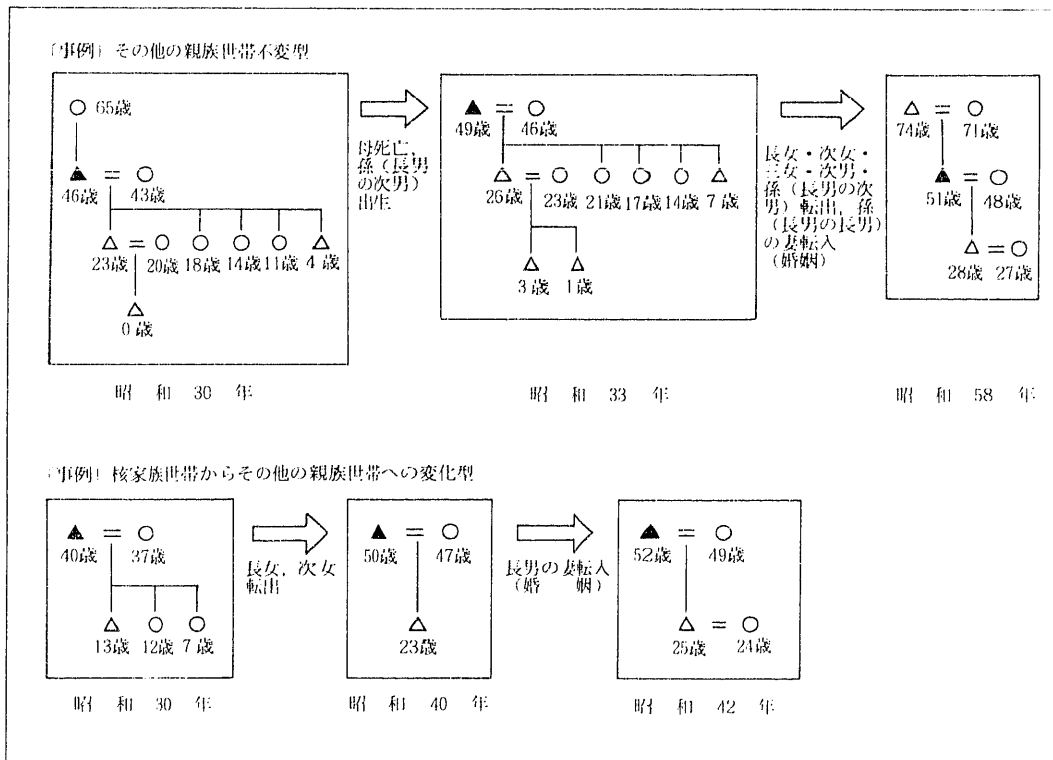 〔事例〕その他の親族世帯不変型
65歳
46歳 43歳
23歳 20歳 18歳 14歳 11歳 4歳
0歳
昭和30年
母死亡,
孫(長男
の次男)
出生
49歳 46歳
26歳 23歳 21歳 17歳 14歳 7歳
3歳 1歳
昭和33年
長女・次女・
三女・次男・
孫(長男の次
男)転出,孫
(長男の長男)
の妻転入
(婚姻)
74歳 71歳
51歳 48歳
28歳 27歳
昭和58年
〔事例〕核家族世帯からその他の親族世帯への変化型
40歳 37歳
13歳 12歳 7歳
昭和30年
長女,次女
転出
50歳 47歳
23歳
昭和40年
長男の妻転入
(婚姻)
52歳 49歳
25歳 24歳
昭和42年